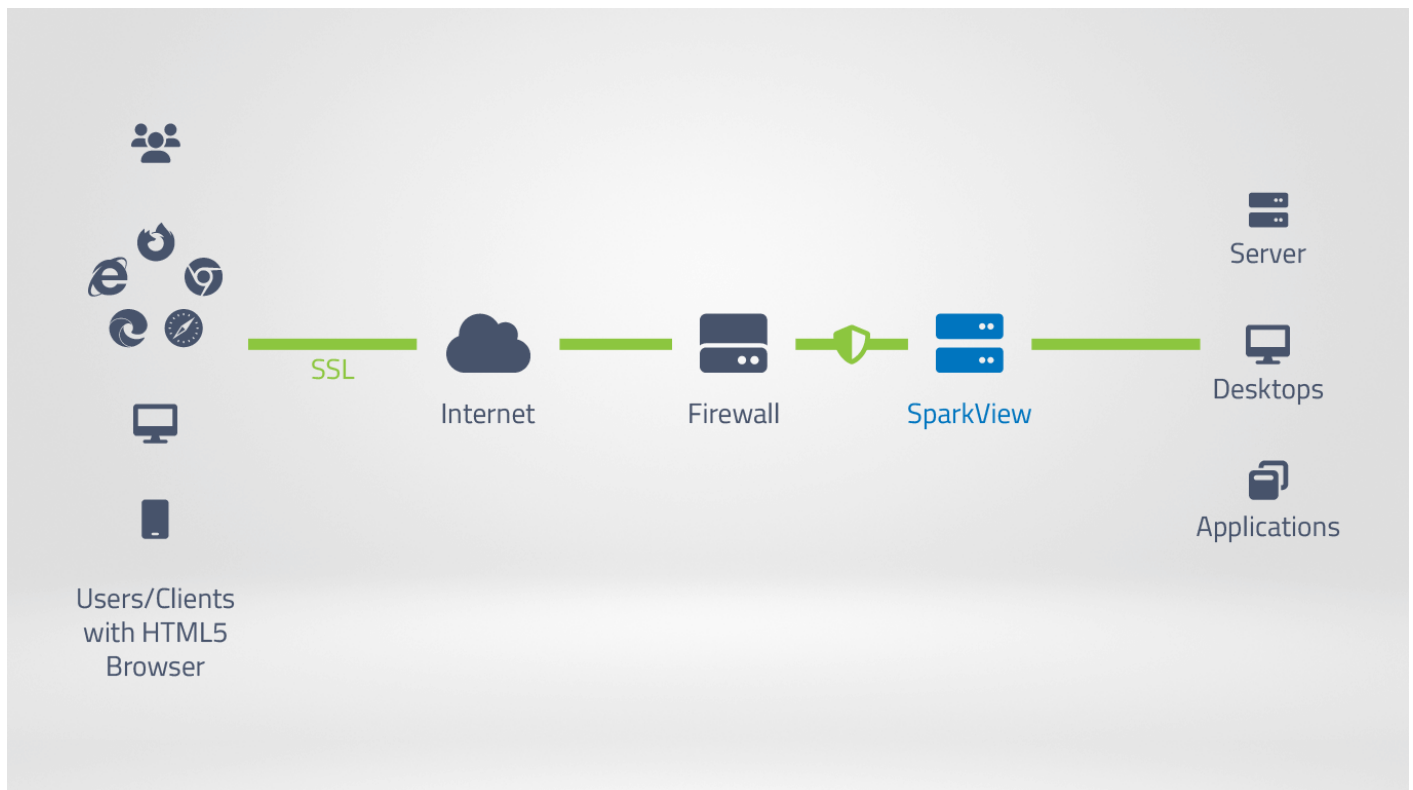 SSL
Internet
Firewall
SparkView
Server
Desktops
Applications
Users/Clients
with HTML5
Browser